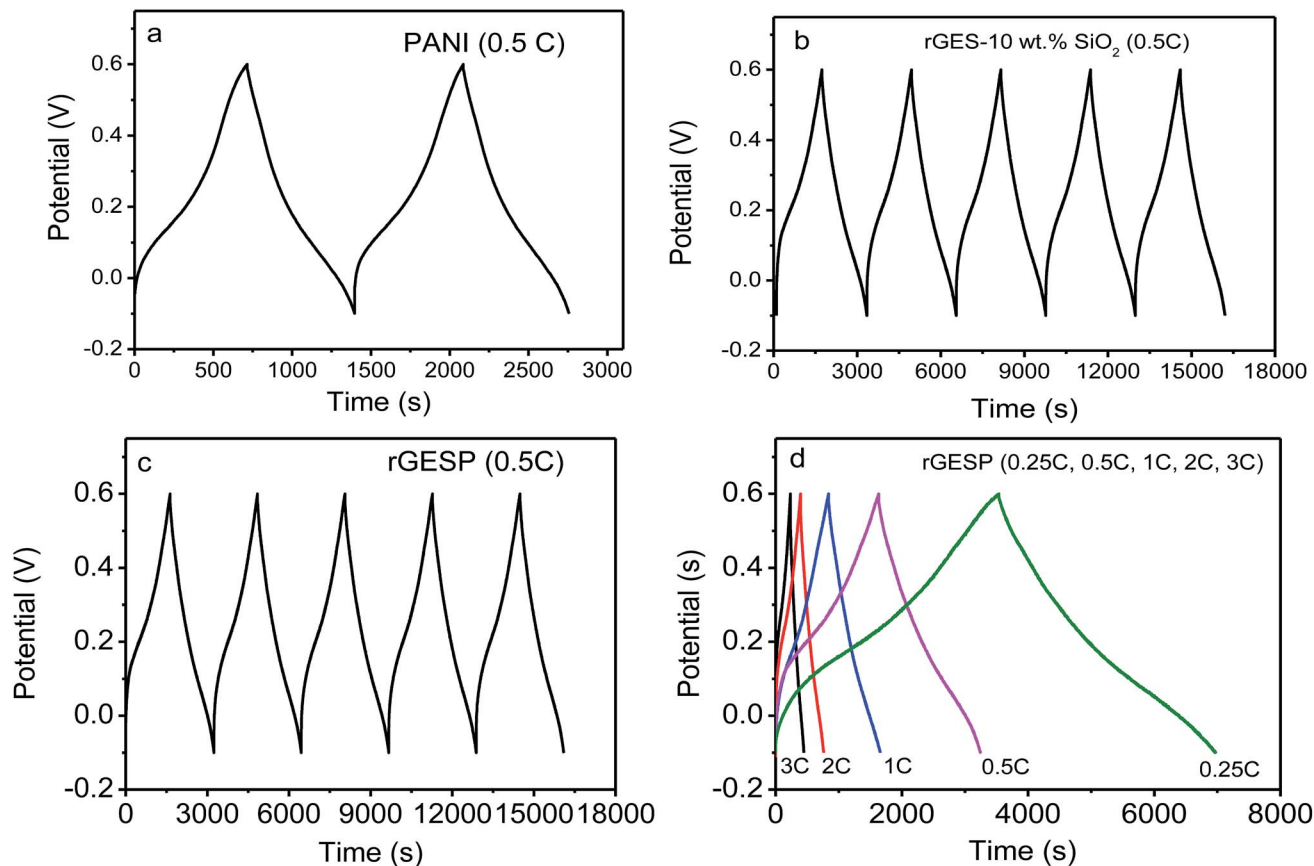 a
PANI (0.5 C)
0.6
0.4
0.2
0.0
-0.2
Potential (V)
0 500 1000 1500 2000 2500 3000
Time (s)
b
rGES-10 wt.% SiO₂ (0.5C)
0.6
0.4
0.2
0.0
-0.2
Potential (V)
0 3000 6000 9000 12000 15000 18000
Time (s)
c
rGESP (0.5C)
0.6
0.4
0.2
0.0
-0.2
Potential (V)
0 3000 6000 9000 12000 15000 18000
Time (s)
d
rGESP (0.25C, 0.5C, 1C, 2C, 3C)
0.6
0.4
0.2
0.0
-0.2
Potential (s)
3C 2C 1C 0.5C 0.25C
0 2000 4000 6000 8000
Time (s)